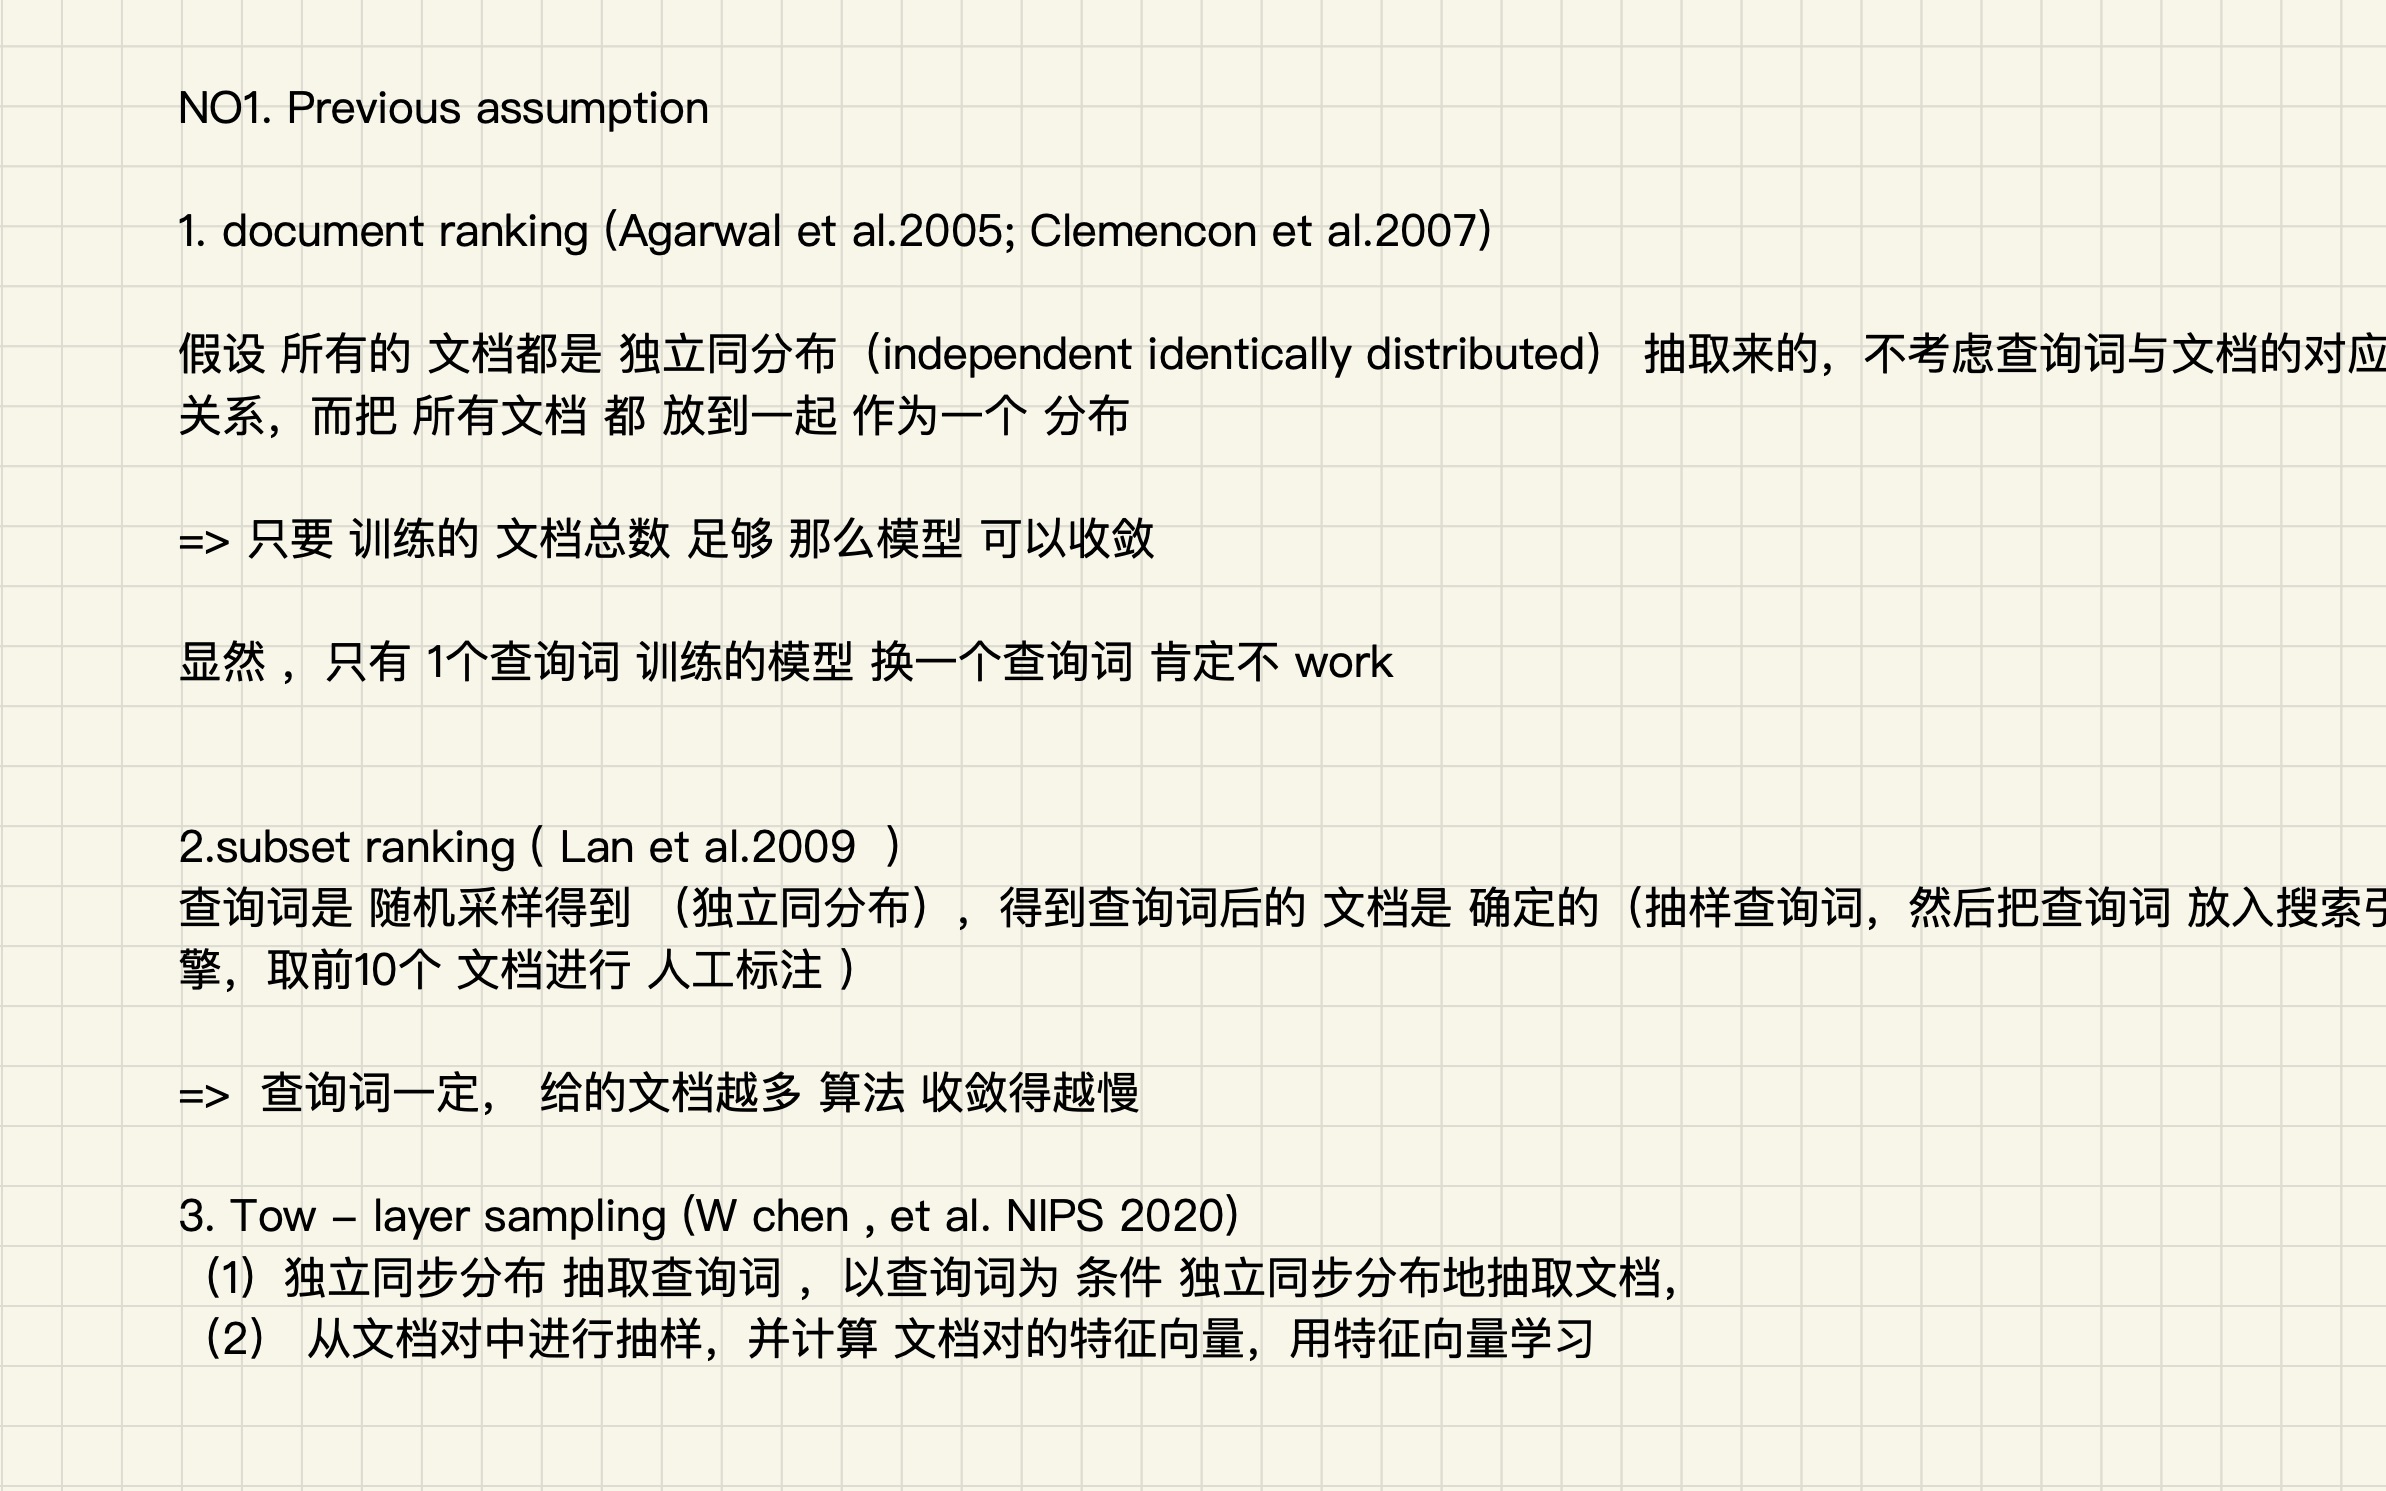 NO1. Previous assumption
1. document ranking (Agarwal et al.2005; Clemencon et al.2007)
假设 所有的 文档都是 独立同分布（independent identically distributed） 抽取来的，不考虑查询词与文档的对应
关系，而把 所有文档 都 放到一起 作为一个 分布
=> 只要 训练的 文档总数 足够 那么模型 可以收敛
显然 ，只有 1个查询词 训练的模型 换一个查询词 肯定不 work
2.subset ranking ( Lan et al.2009  )
查询词是 随机采样得到 （独立同分布），得到查询词后的 文档是 确定的（抽样查询词，然后把查询词 放入搜索引
擎，取前10个 文档进行 人工标注 ）
=>  查询词一定， 给的文档越多 算法 收敛得越慢
3. Tow – layer sampling (W chen , et al. NIPS 2020)
（1）独立同步分布 抽取查询词 ，以查询词为 条件 独立同步分布地抽取文档，
（2） 从文档对中进行抽样，并计算 文档对的特征向量，用特征向量学习